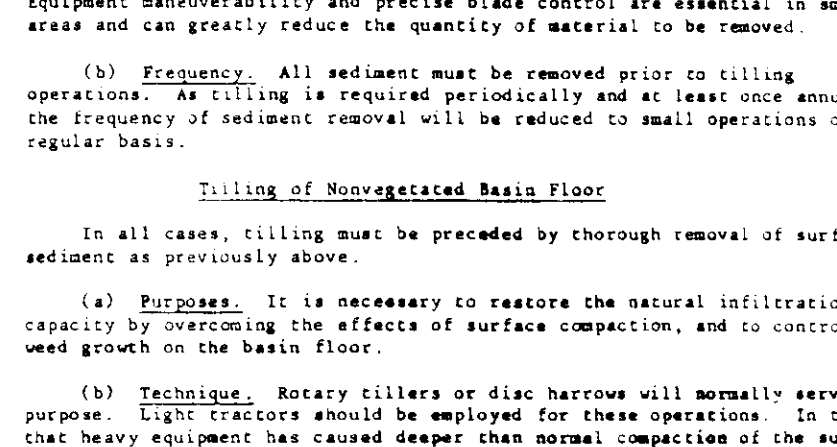 Equipment maneuverability and precise blade control are essential in
areas and can greatly reduce the quantity of material to be removed.
(b) Frequency. All sediment must be removed prior to tilling
operations. As tilling is required periodically and at least once annu
the frequency of sediment removal will be reduced to small operations
regular basis.
Tilling of Nonvegetated Basin Floor
In all cases, tilling must be preceded by thorough removal of surf
sediment as previously above.
(a) Purposes. It is necessary to restore the natural infiltratio
capacity by overcoming the effects of surface compaction, and to contro
weed growth on the basin floor.
(b) Technique. Rotary tillers or disc harrows will normally serv
purpose. Light tractors should be employed for these operations. In t
that heavy equipment has caused deeper than normal compaction of the su